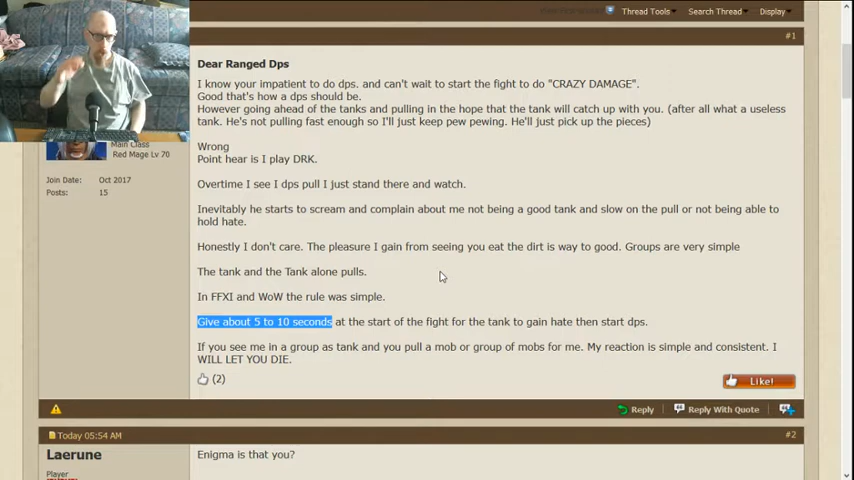 Thread Tools
Search Thread
Display
#1
Main Class
Red Mage Lv 70
Join Date:
Oct 2017
Posts:
15
Dear Ranged Dps
I know your impatient to do dps. and can't wait to start the fight to do "CRAZY DAMAGE".
Good that's how a dps should be.
However going ahead of the tanks and pulling in the hope that the tank will catch up with you. (after all what a useless
tank. He's not pulling fast enough so I'll just keep pew pewing. He'll just pick up the pieces)
Wrong
Point hear is I play DRK.
Overtime I see I dps pull I just stand there and watch.
Inevitably he starts to scream and complain about me not being a good tank and slow on the pull or not being able to
hold hate.
Honestly I don't care. The pleasure I gain from seeing you eat the dirt is way to good. Groups are very simple
The tank and the Tank alone pulls.
In FFXI and WoW the rule was simple.
Give about 5 to 10 seconds at the start of the fight for the tank to gain hate then start dps.
If you see me in a group as tank and you pull a mob or group of mobs for me. My reaction is simple and consistent. I
WILL LET YOU DIE.
(2)
Like!
Reply
Reply With Quote
Today 05:54 AM
#2
Laerune
Player
Enigma is that you?